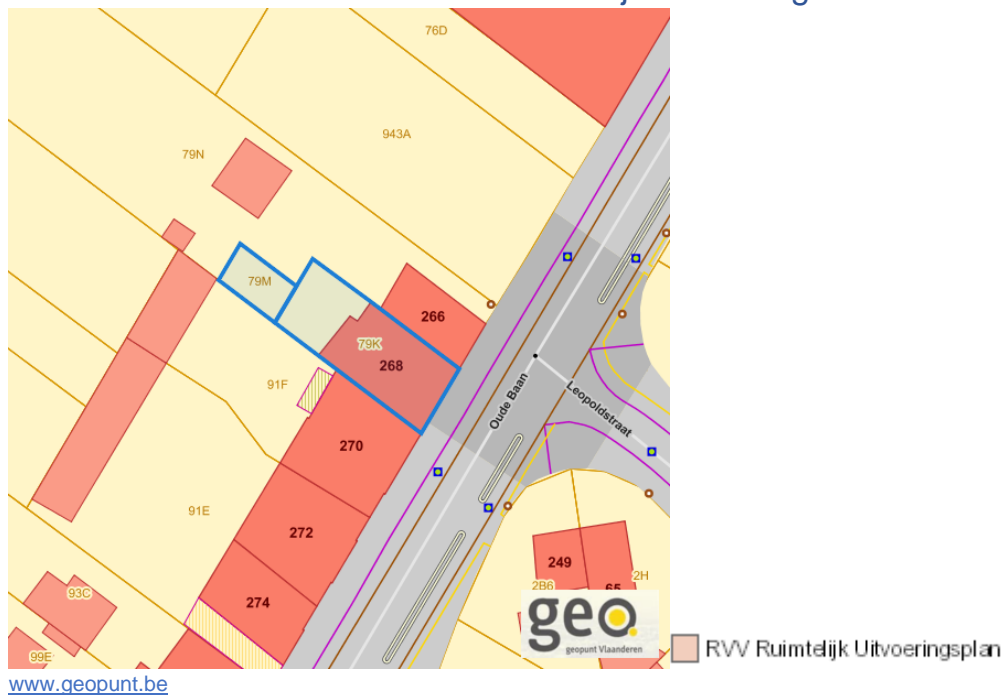 76D
943A
79N
79M
266
79K
268
91F
Oude Baan
Leopoldstraat
270
91E
272
249
2H
2B6
65
93C
274
99E
geo
geopunt Vlaanderen
RVV Ruimtelijk Uitvoeringsplan
www.geopunt.be